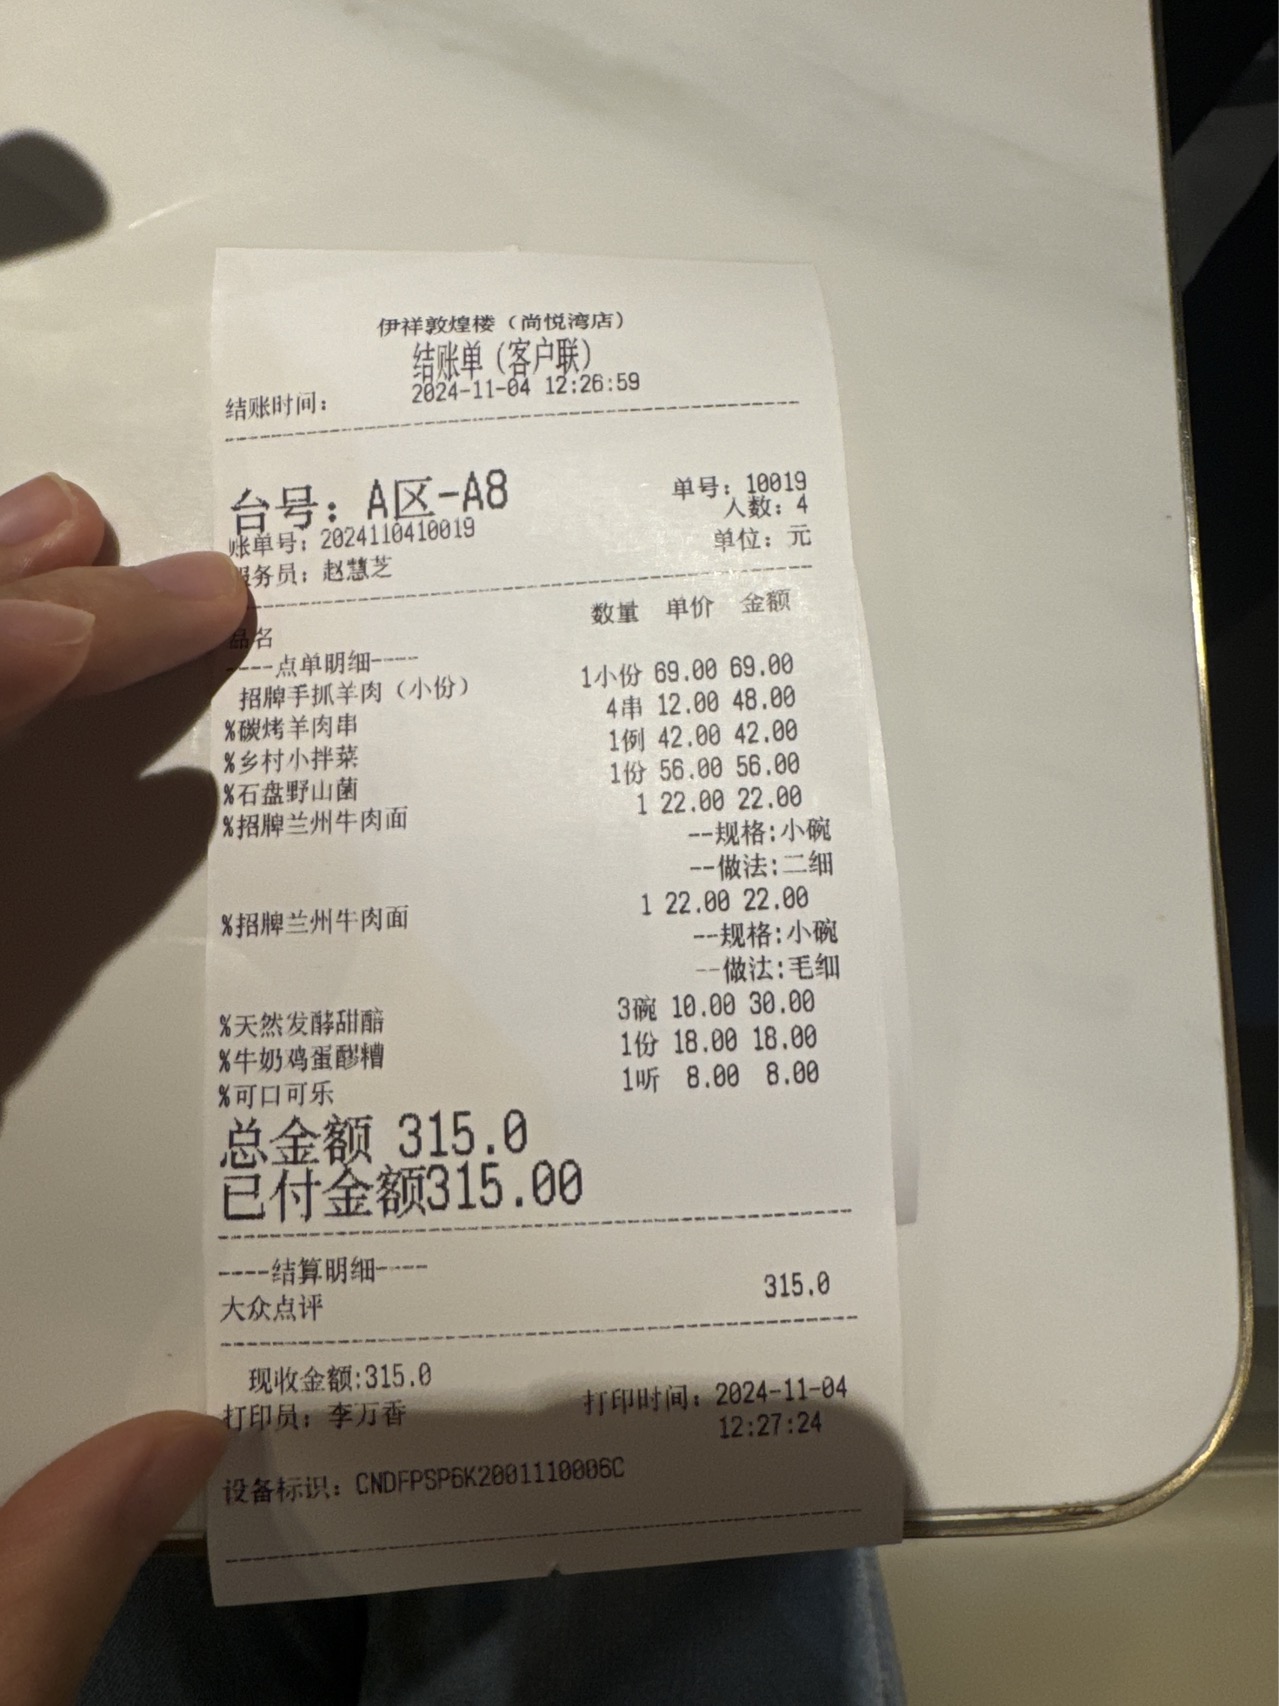 伊祥敦煌楼（尚悦湾店）
结账单（客户联）
结账时间： 2024-11-04 12:26:59
台号：A区-A8 单号：10019
人数：4
账单号：2024110410019
单位：元
服务员：赵慧芝
品名 数量 单价 金额
----点单明细----
招牌手抓羊肉（小份） 1小份 69.00 69.00
%碳烤羊肉串 4串 12.00 48.00
%乡村小拌菜 1例 42.00 42.00
%石盘野山菌 1份 56.00 56.00
%招牌兰州牛肉面 1 22.00 22.00
--规格:小碗
--做法:二细
%招牌兰州牛肉面 1 22.00 22.00
--规格:小碗
--做法:毛细
%天然发酵甜醅 3碗 10.00 30.00
%牛奶鸡蛋醪糟 1份 18.00 18.00
%可口可乐 1听 8.00 8.00
总金额 315.0
已付金额315.00
----结算明细----
大众点评 315.0
现收金额:315.0
打印员：李万香 打印时间：2024-11-04
12:27:24
设备标识：CNDFPSP6K2001110006C